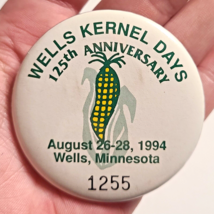 WELLS KERNEL DAYS
125th ANNIVERSARY
August 26-28, 1994
Wells, Minnesota
1255